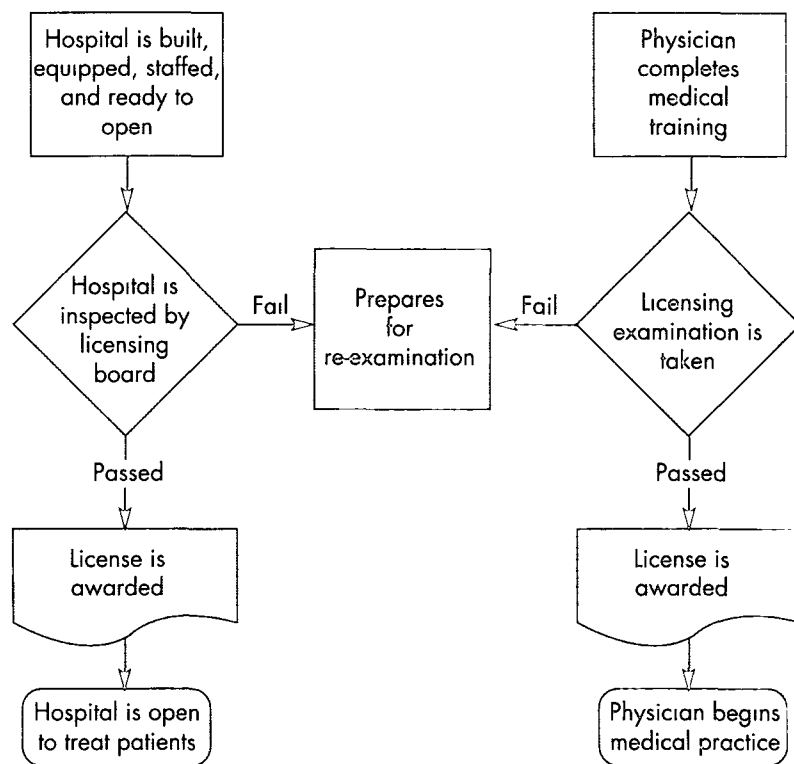 Hospital is built,
equipped, staffed,
and ready to
open
Physician
completes
medical
training
Hospital is
inspected by
licensing
board
Fail
Prepares
for
re-examination
Fail
Licensing
examination is
taken
Passed
Passed
License is
awarded
License is
awarded
Hospital is open
to treat patients
Physician begins
medical practice